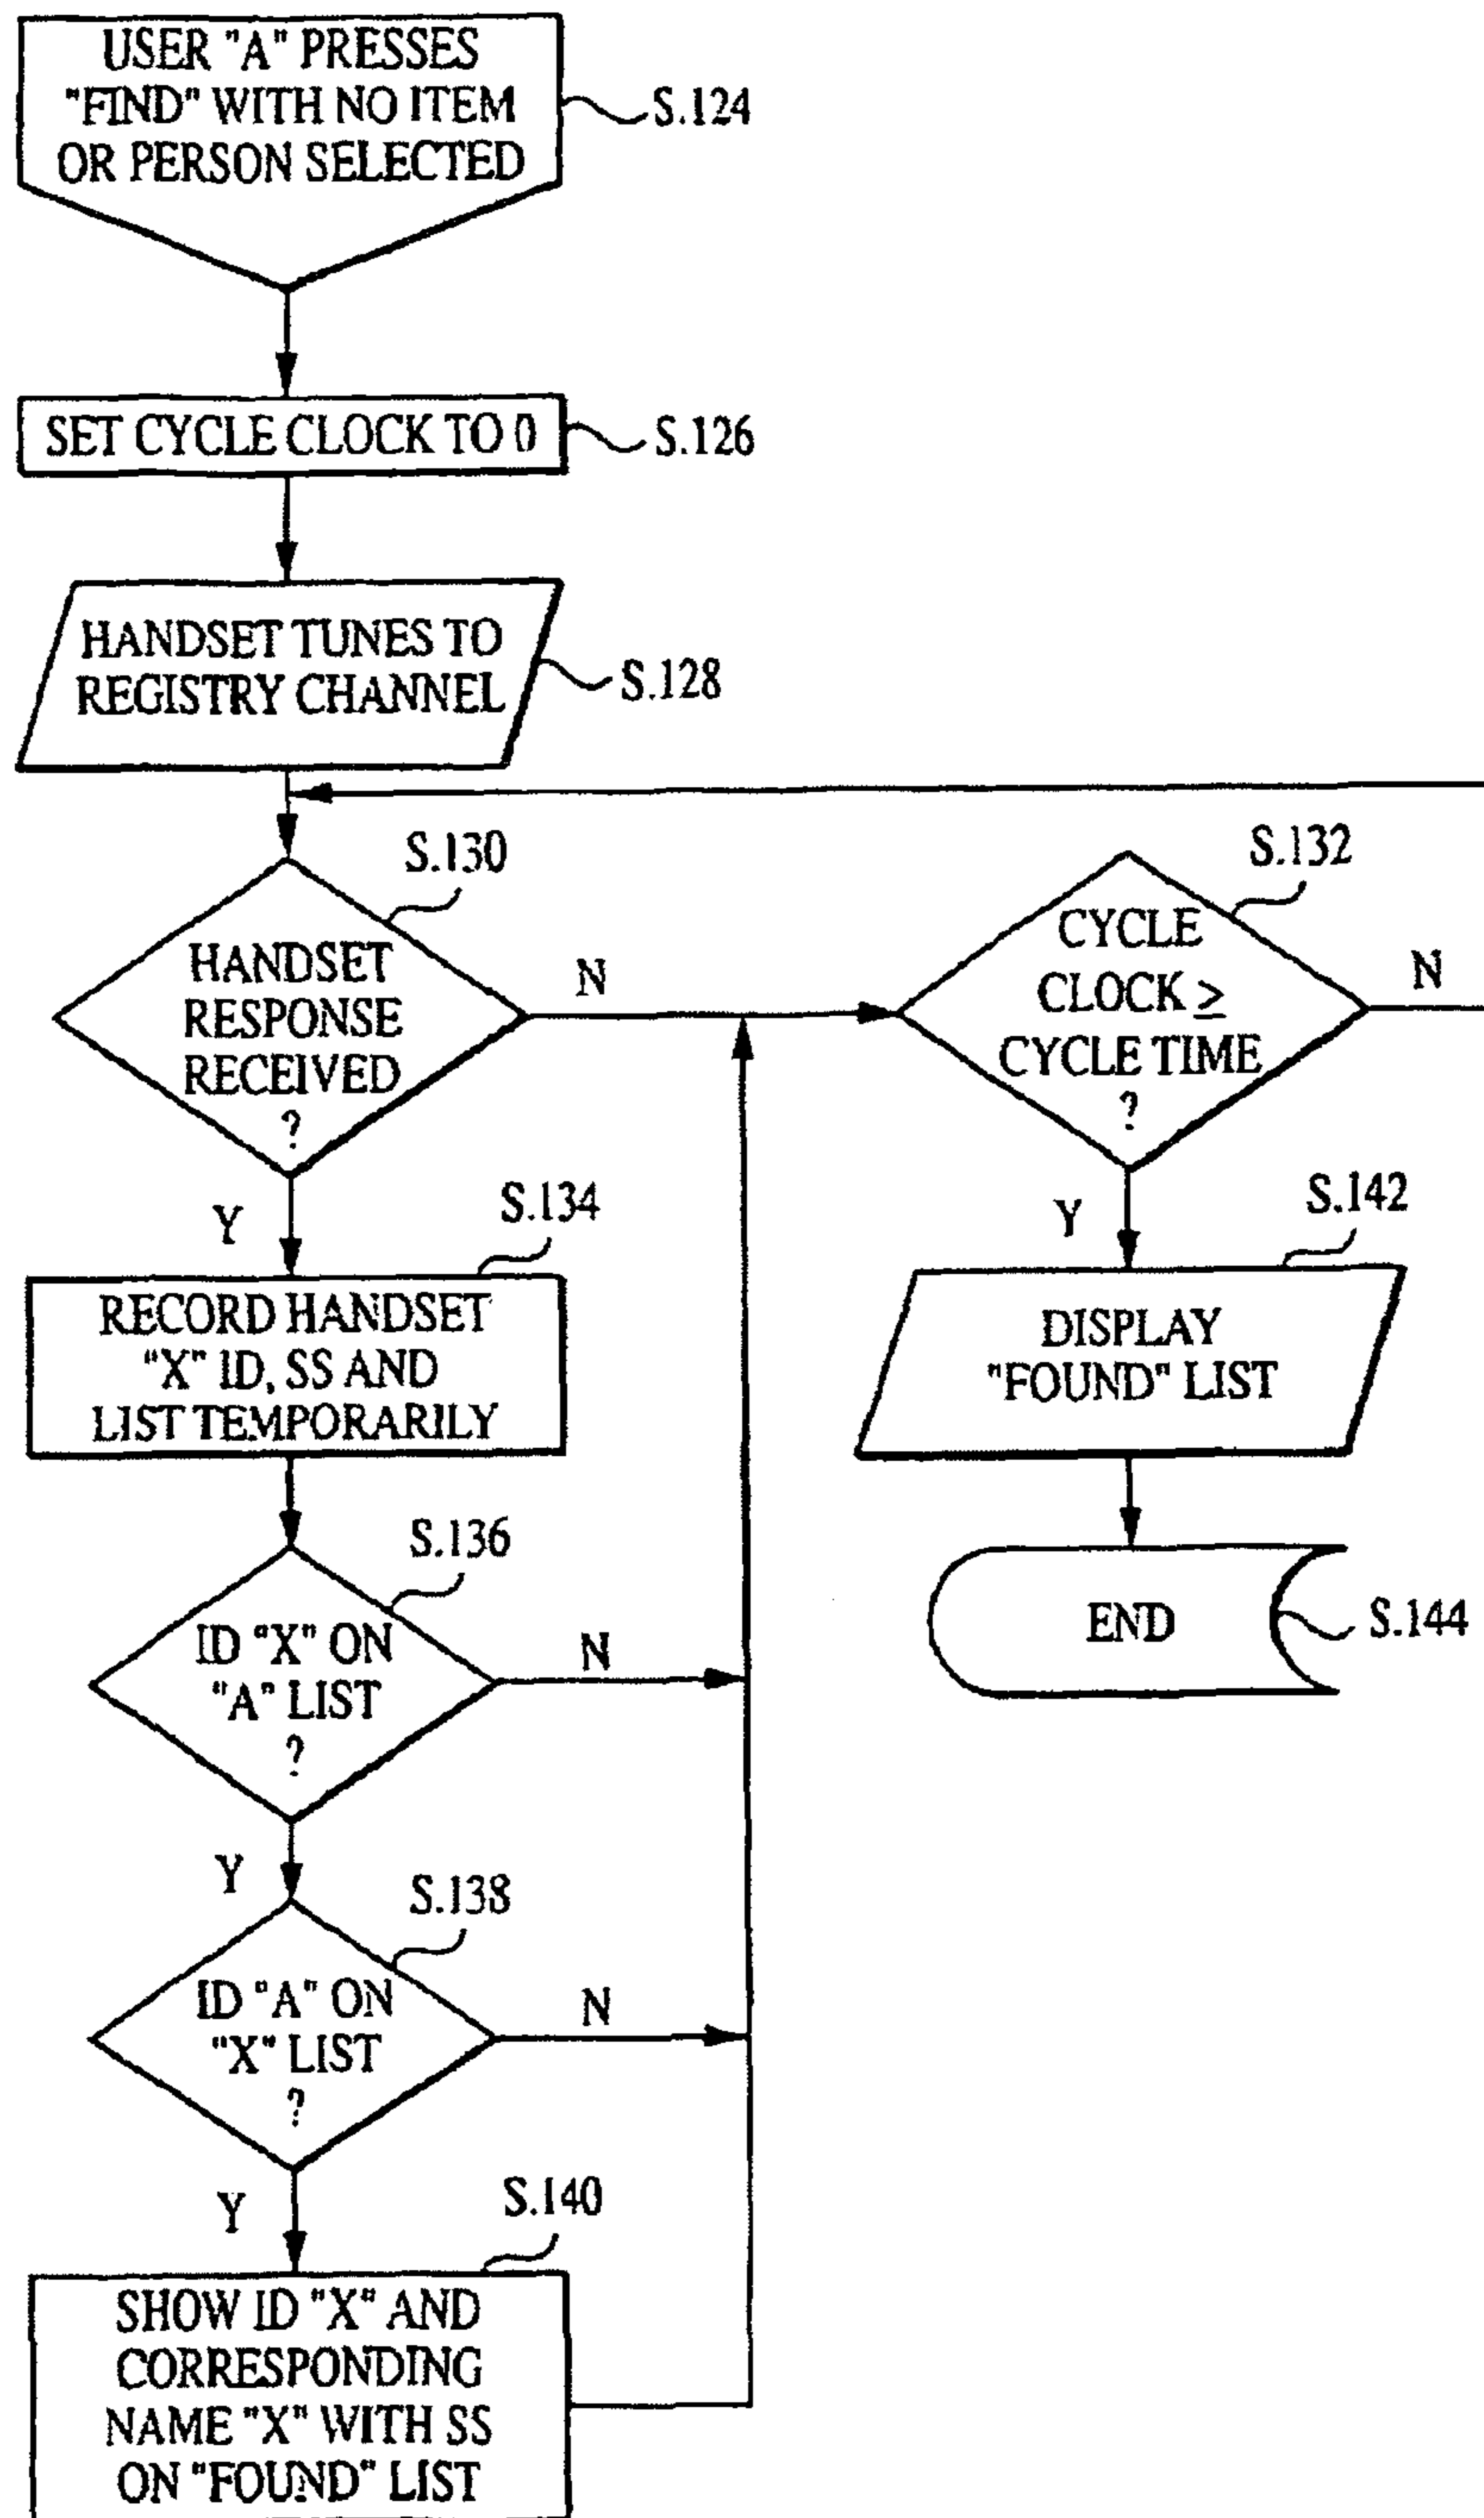 USER "A" PRESSES
"FIND" WITH NO ITEM
OR PERSON SELECTED
S.124
SET CYCLE CLOCK TO 0
S.126
HANDSET TUNES TO
REGISTRY CHANNEL
S.128
S.130
HANDSET
RESPONSE
RECEIVED
?
N
Y
S.132
CYCLE
CLOCK ≥
CYCLE TIME
?
N
Y
S.134
RECORD HANDSET
"X" ID, SS AND
LIST TEMPORARILY
S.142
DISPLAY
"FOUND" LIST
S.136
ID "X" ON
"A" LIST
?
N
Y
END
S.144
S.138
ID "A" ON
"X" LIST
?
N
Y
S.140
SHOW ID "X" AND
CORRESPONDING
NAME "X" WITH SS
ON "FOUND" LIST